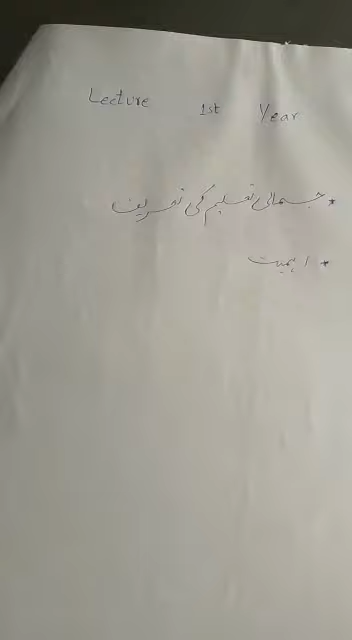 Lecture 1st Year
* جسمانی تعلیم کی تعریف
* اہمیت